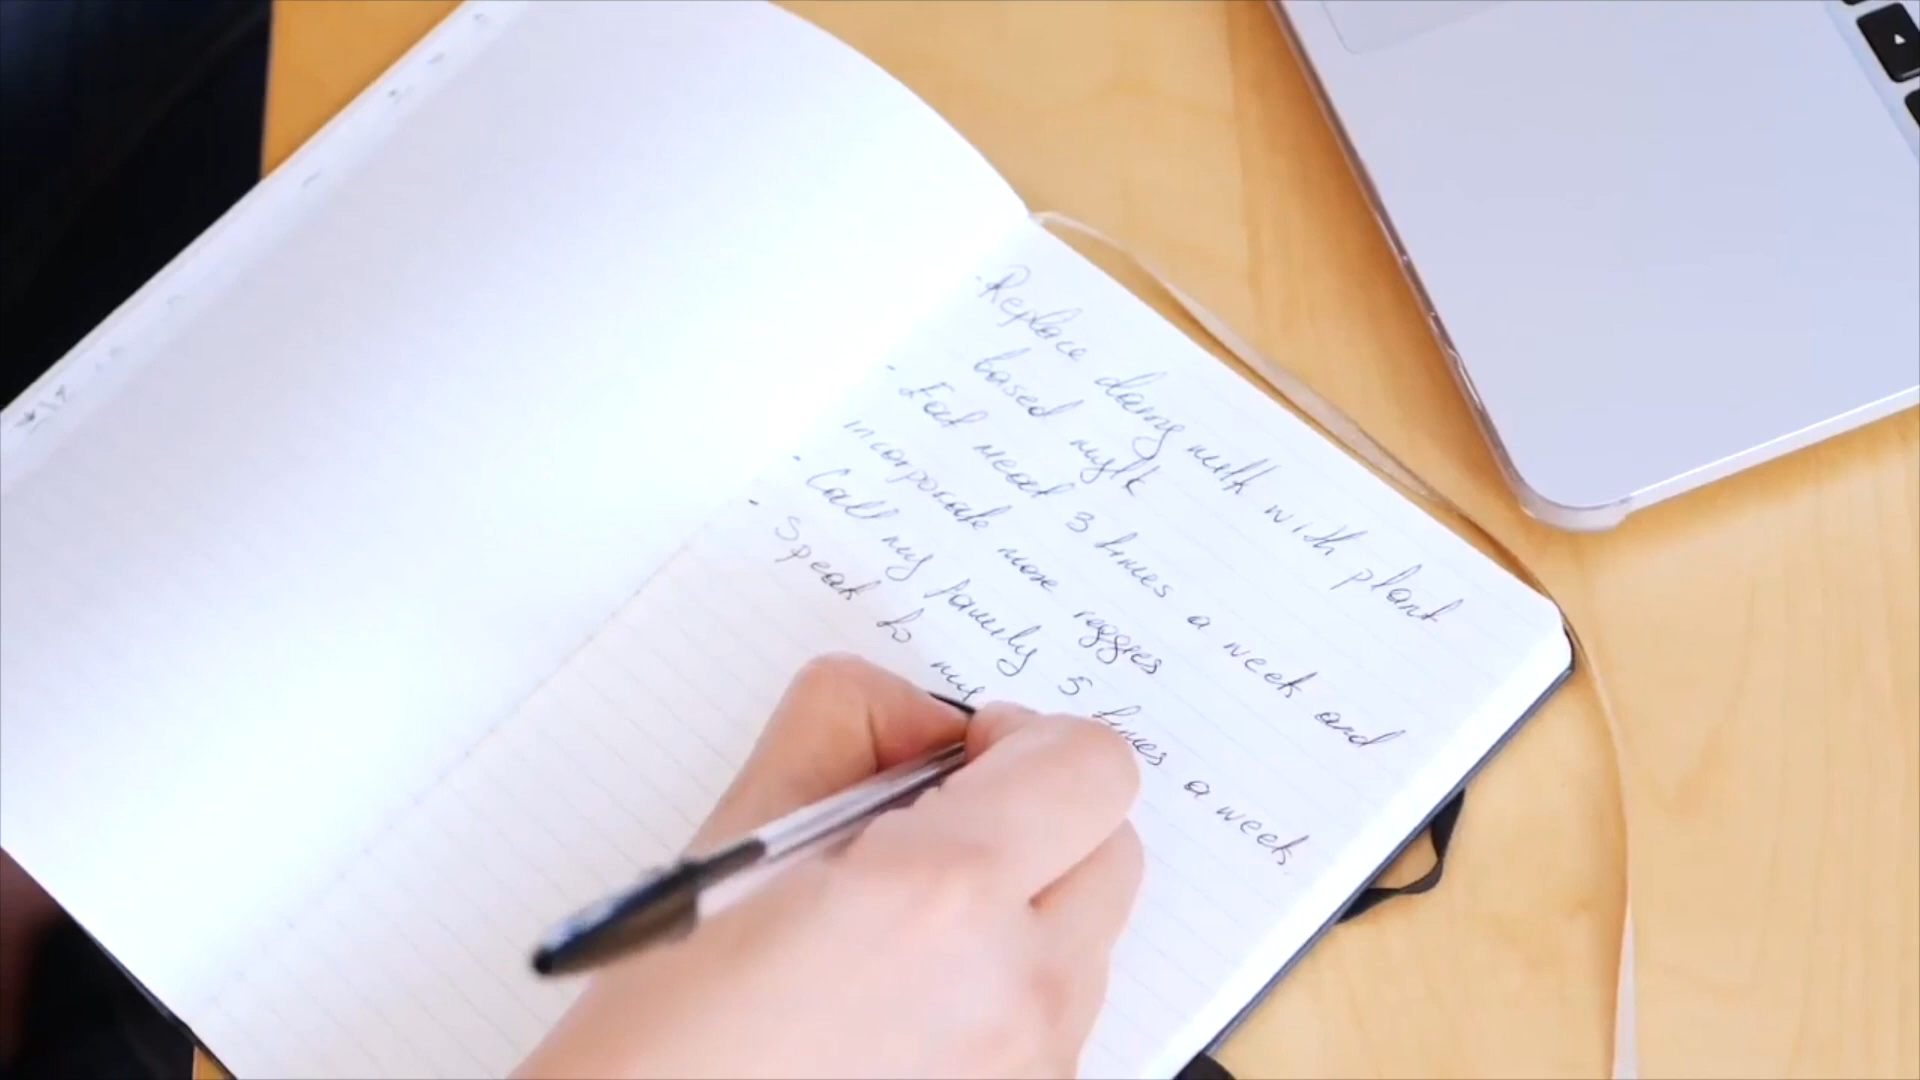 - Replace dairy milk with plant
based mylk
- Eat meat 3 times a week and
incorporate more veggies
- Call my family 5 times a week
- Speak to my